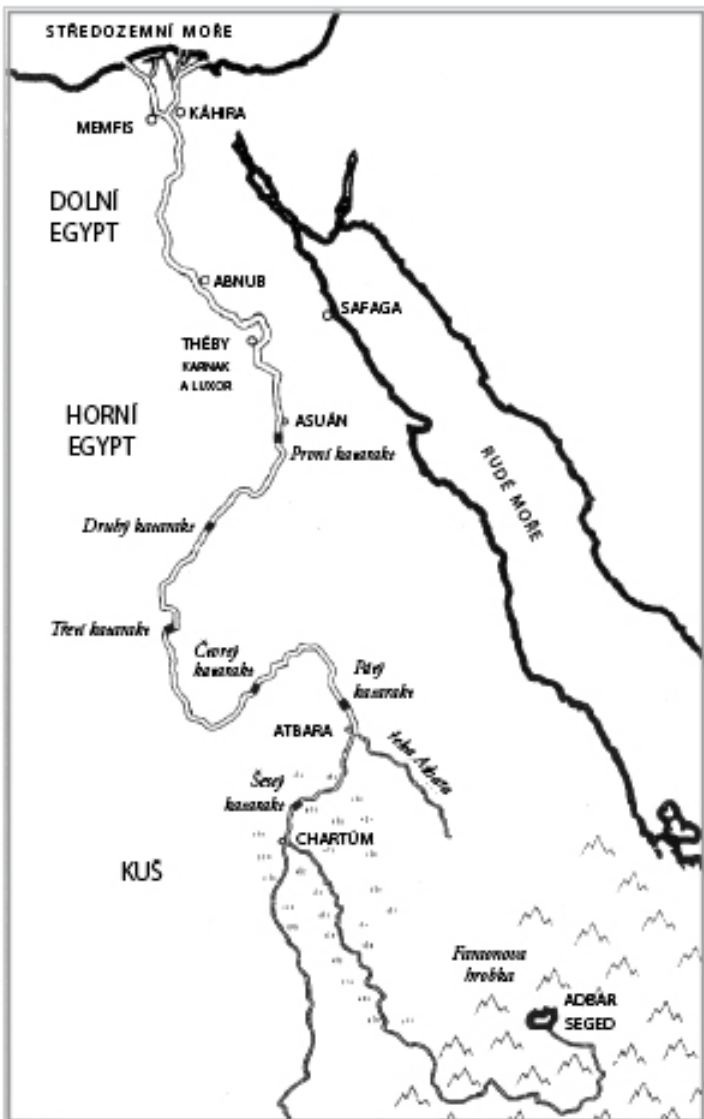 STŘEDOZEMNÍ MOŘE
MEMFIS
KÁHIRA
DOLNÍ
EGYPT
ABNUB
SAFAGA
THÉBY
KARNAK
A LUXOR
HORNÍ
EGYPT
ASUÁN
První katarakt
RUDÉ MOŘE
Druhý katarakt
Třetí katarakt
Čtvrtý
katarakt
Pátý
katarakt
ATBARA
řeka Atbara
Šestý
katarakt
CHARTÚM
KUŠ
Faraonova
hrobka
ADBAR
SEGED